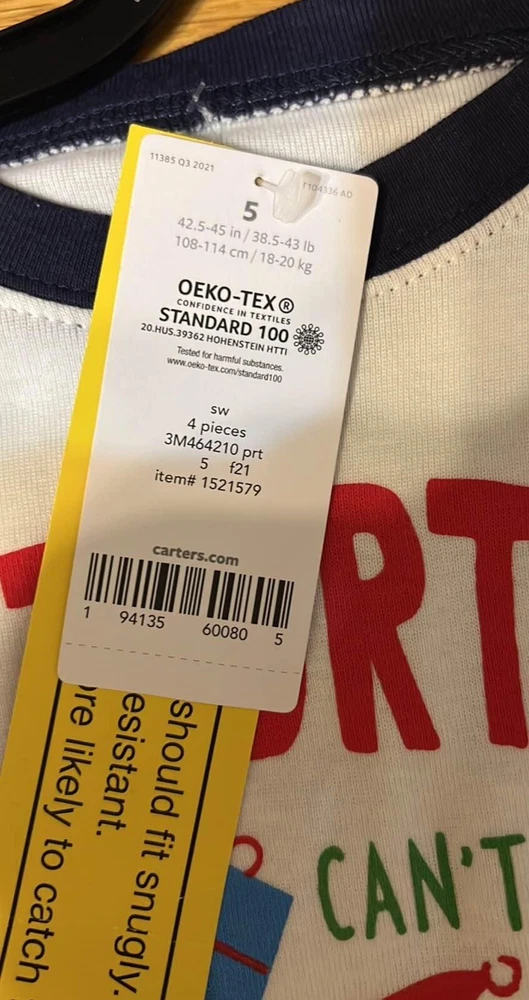 11385 Q3 2021
T104336 AD
5
42.5-45 in / 38.5-43 lb
108-114 cm / 18-20 kg
OEKO-TEX®
CONFIDENCE IN TEXTILES
STANDARD 100
20.HUS.39362 HOHENSTEIN HTTI
Tested for harmful substances.
www.oeko-tex.com/standard100
sw
4 pieces
3M464210 prt
5 f21
item# 1521579
carters.com
1 94135 60080 5
should fit snugly.
esistant.
re likely to catch
RT
CAN'T